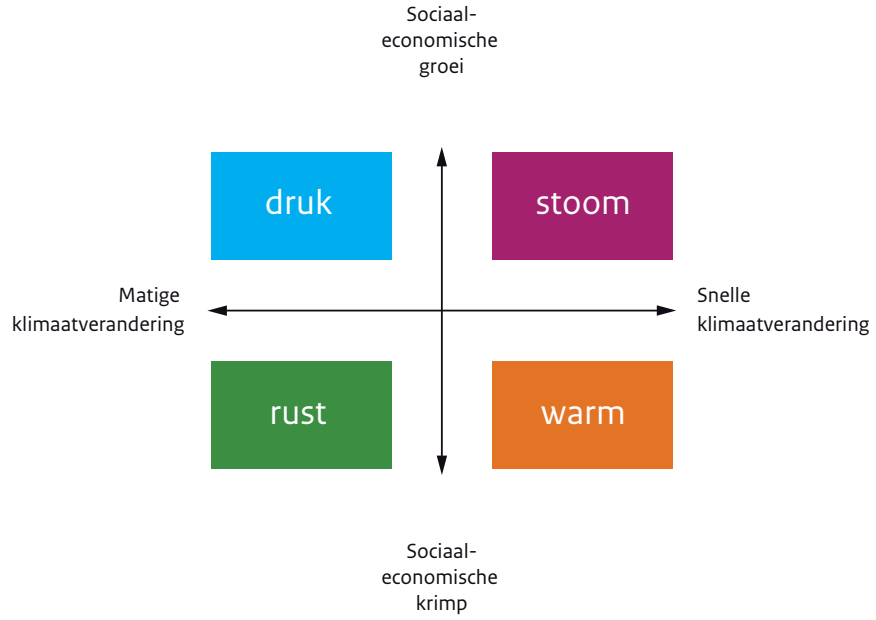 Sociaal-
economische
groei
druk
stoom
Matige
klimaatverandering
Snelle
klimaatverandering
rust
warm
Sociaal-
economische
krimp